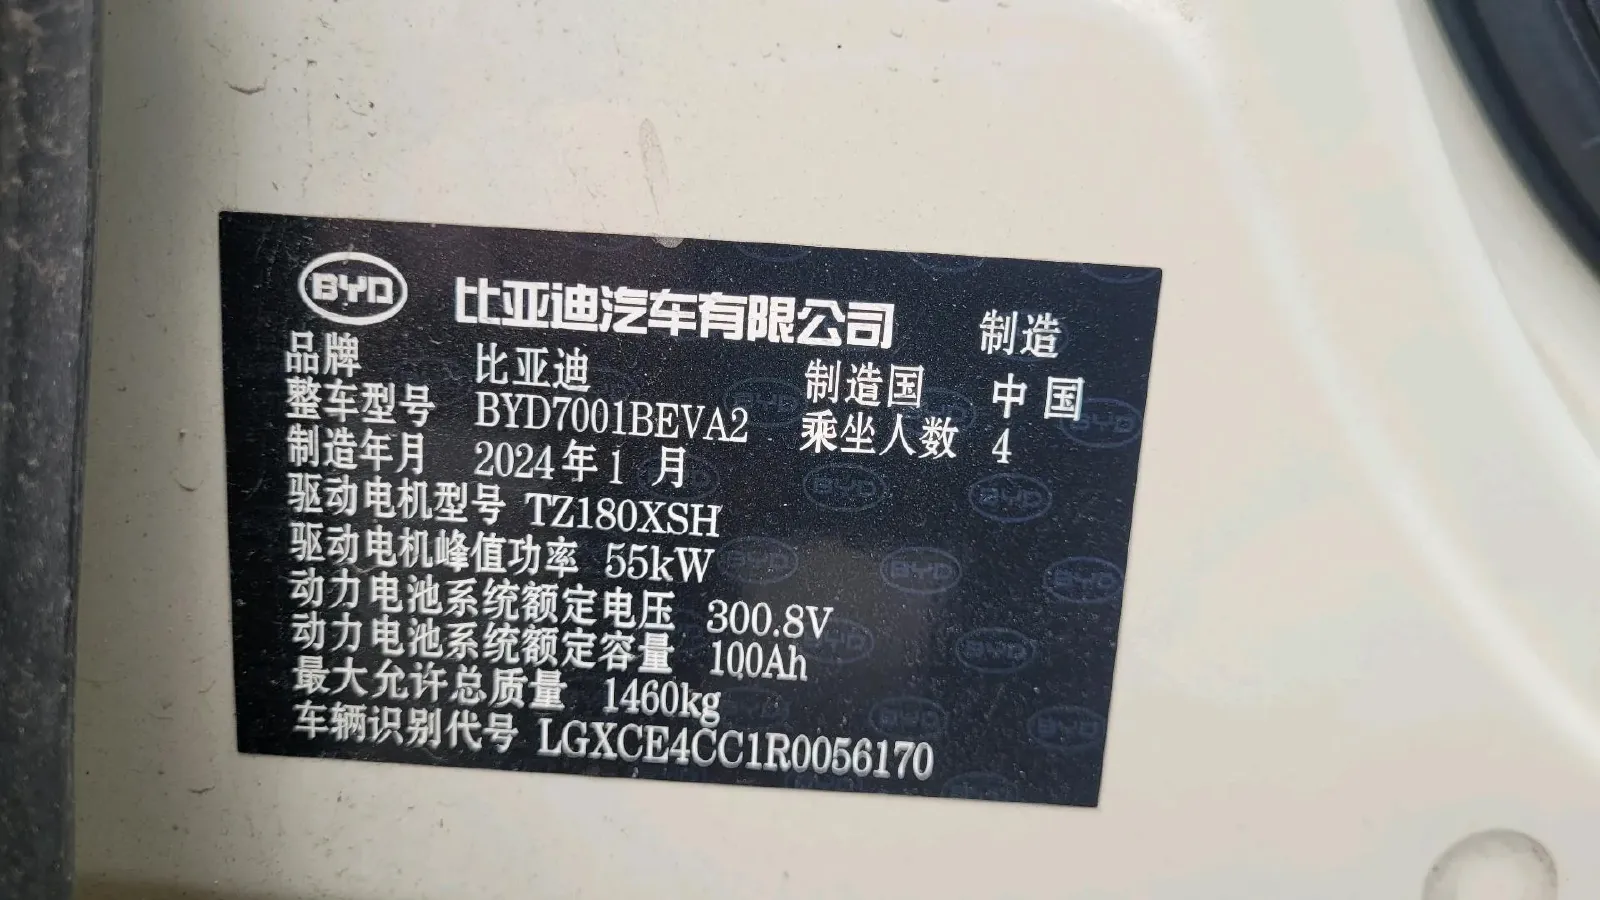 BYD 比亚迪汽车有限公司 制造
品牌 比亚迪 制造国 中国
整车型号 BYD7001BEVA2 乘坐人数 4
制造年月 2024年1月
驱动电机型号 TZ180XSH
驱动电机峰值功率 55kW
动力电池系统额定电压 300.8V
动力电池系统额定容量 100Ah
最大允许总质量 1460kg
车辆识别代号 LGXCE4CC1R0056170